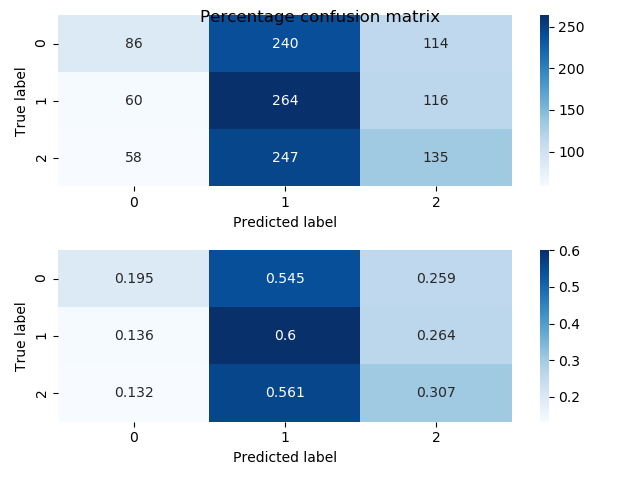 Percentage confusion matrix
True label
0 86 240 114
1 60 264 116
2 58 247 135
0 1 2
Predicted label
250
200
150
100
True label
0 0.195 0.545 0.259
1 0.136 0.6 0.264
2 0.132 0.561 0.307
0 1 2
Predicted label
0.6
0.5
0.4
0.3
0.2